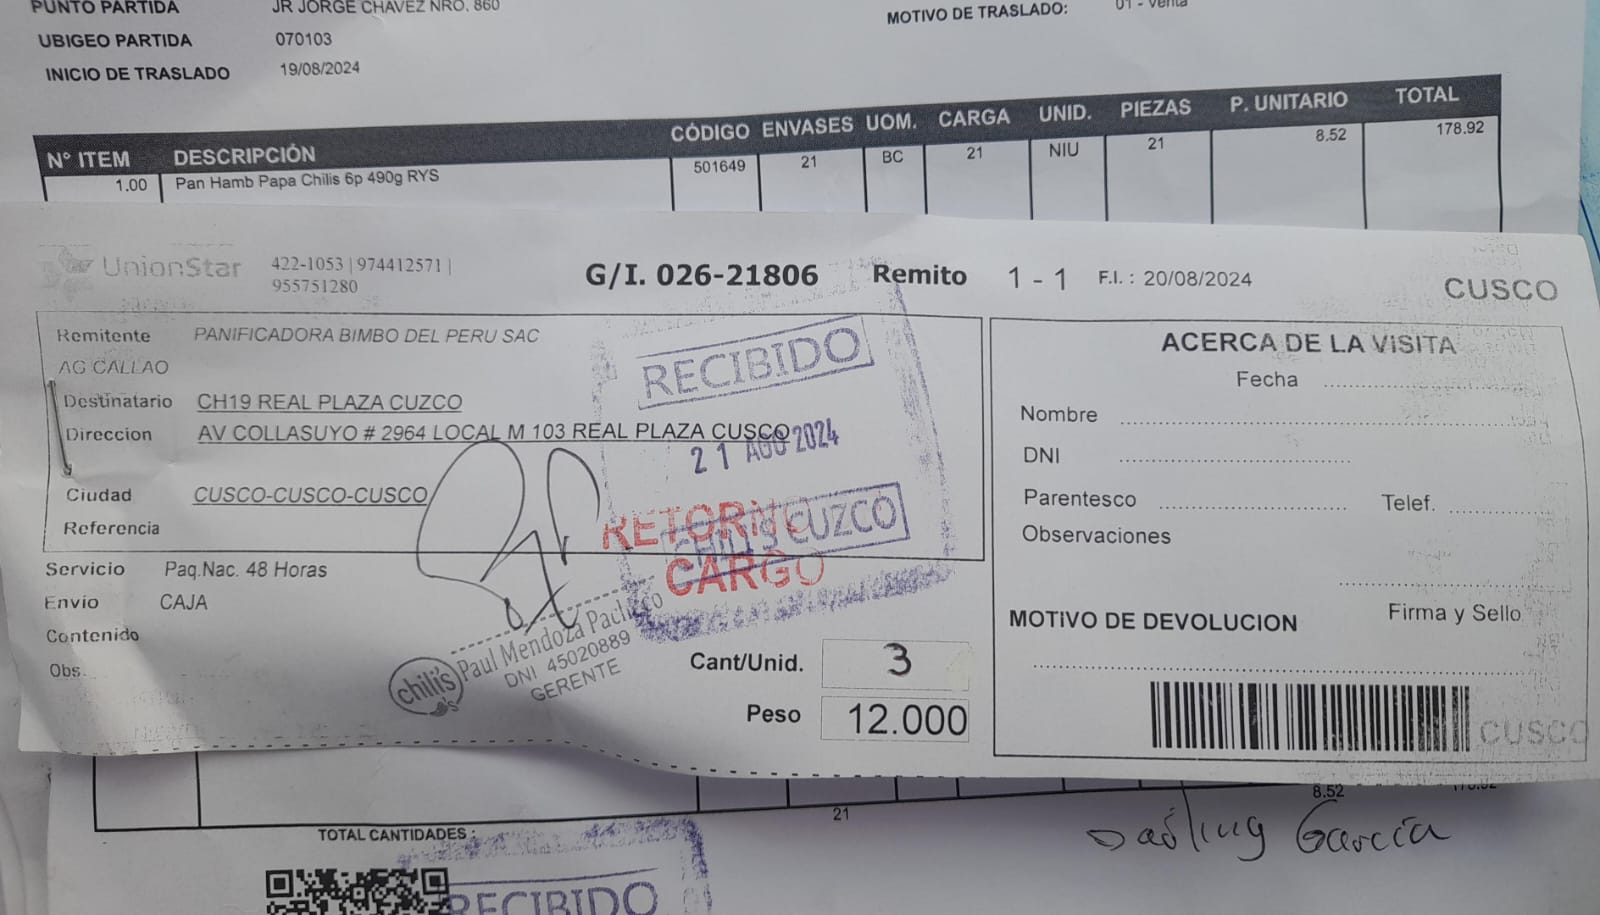 PUNTO PARTIDA JR JORGE CHAVEZ NRO. 860
MOTIVO DE TRASLADO: 01 - Venta
UBIGEO PARTIDA 070103
INICIO DE TRASLADO 19/08/2024
N° ITEM DESCRIPCIÓN CÓDIGO ENVASES UOM. CARGA UNID. PIEZAS P. UNITARIO TOTAL
1.00 Pan Hamb Papa Chilis 6p 490g RYS 501649 21 BC 21 NIU 21 8.52 178.92
UnionStar 422-1053 | 974412571 |
955751280
G/I. 026-21806 Remito 1 - 1 F.I. : 20/08/2024 CUSCO
Remitente PANIFICADORA BIMBO DEL PERU SAC
AG CALLAO
Destinatario CH19 REAL PLAZA CUZCO
Direccion AV COLLASUYO # 2964 LOCAL M 103 REAL PLAZA CUSCO
Ciudad CUSCO-CUSCO-CUSCO
Referencia
Servicio Paq.Nac. 48 Horas
Envio CAJA
Contenido
Obs.
RECIBIDO
21 AGO 2024
CHILI'S CUZCO
RETORNO
CARGO
chili's Paul Mendoza Pacheco
DNI 45020889
GERENTE
Cant/Unid. 3
Peso 12.000
ACERCA DE LA VISITA
Fecha
Nombre
DNI
Parentesco Telef.
Observaciones
Firma y Sello
MOTIVO DE DEVOLUCION
CUSCO
21 8.52
TOTAL CANTIDADES :
García
RECIBIDO